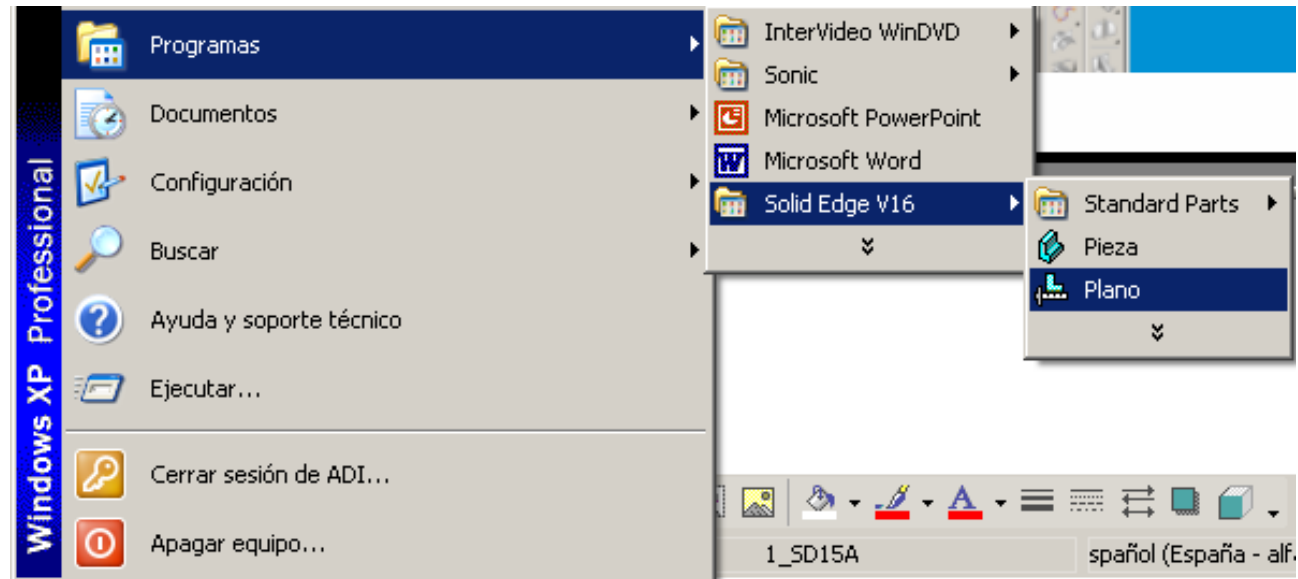 Windows XP Professional
Programas
Documentos
Configuración
Buscar
Ayuda y soporte técnico
Ejecutar...
Cerrar sesión de ADI...
Apagar equipo...
InterVideo WinDVD
Sonic
Microsoft PowerPoint
Microsoft Word
Solid Edge V16
Standard Parts
Pieza
Plano
1_SD15A
spañol (España - alf